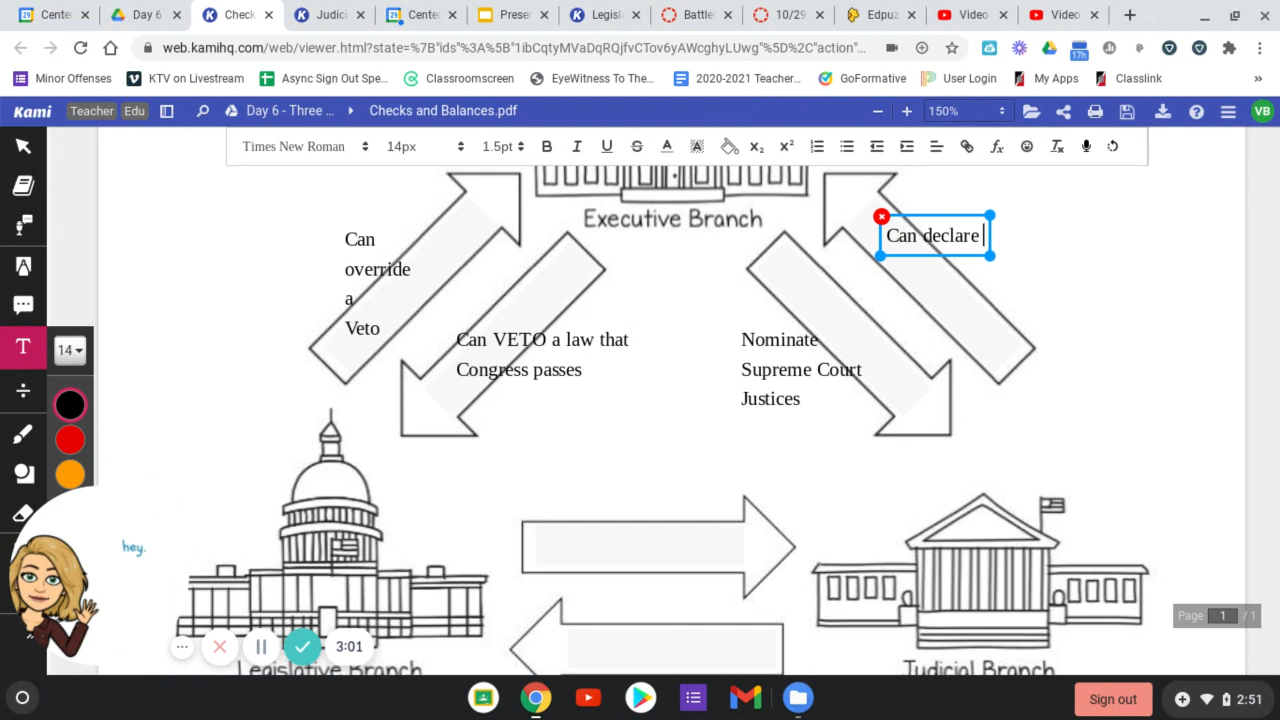 Center
Day 6
Check
Judici
Center
Preser
Legisl
Battle
10/29
Edpuz
Video
Video
web.kamihq.com/web/viewer.html?state=%7B"ids"%3A%5B"1ibCqtyMVaDqRQjfvCTov6yAWcghyLUwg"%5D%2C"action"...
17h
Minor Offenses
KTV on Livestream
Async Sign Out Spe...
Classroomscreen
EyeWitness To The...
2020-2021 Teacher...
GoFormative
User Login
My Apps
Classlink
»
Kami
Teacher
Edu
Day 6 - Three ...
Checks and Balances.pdf
150%
VB
Times New Roman
14px
1.5pt
Executive Branch
Can declare
Can
override
a
Veto
Can VETO a law that
Congress passes
Nominate
Supreme Court
Justices
14
hey.
Page 1 / 1
3:01
Legislative Branch
Judicial Branch
Sign out
2:51